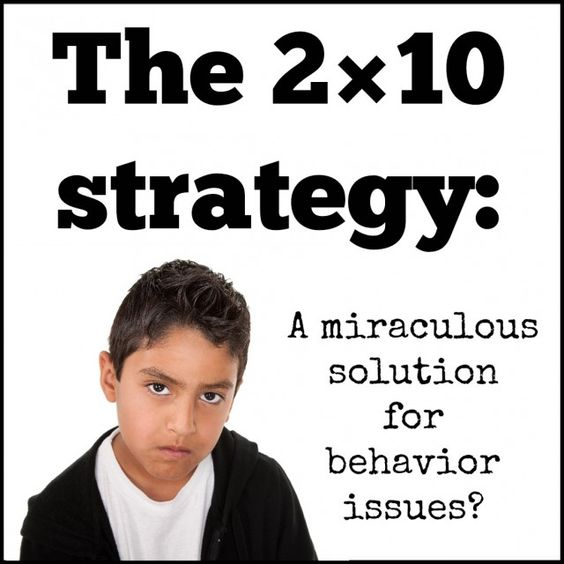 The 2×10
strategy:
A miraculous
solution
for
behavior
issues?